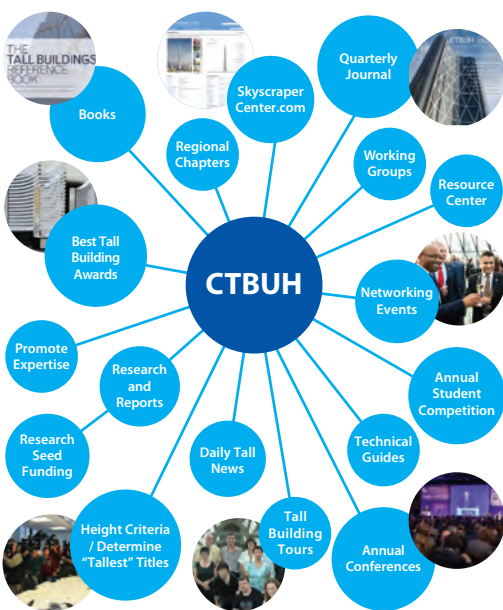 THE
TALL BUILDINGS
REFERENCE
BOOK
Books
Skyscraper
Center.com
Quarterly
Journal
CTBUH
Regional
Chapters
Working
Groups
Resource
Center
Best Tall
Building
Awards
CTBUH
Networking
Events
Promote
Expertise
Research
and
Reports
Annual
Student
Competition
Research
Seed
Funding
Daily Tall
News
Technical
Guides
Height Criteria
/ Determine
“Tallest” Titles
Tall
Building
Tours
Annual
Conferences